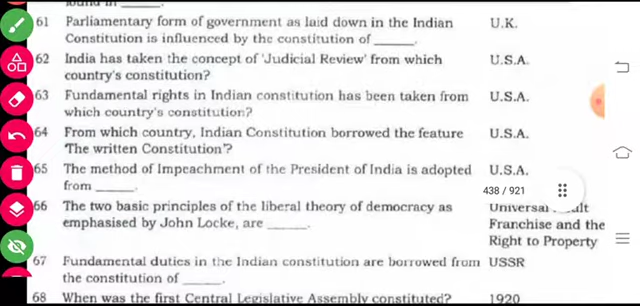 61 Parliamentary form of government as laid down in the Indian U.K.
Constitution is influenced by the constitution of ______.
62 India has taken the concept of 'Judicial Review' from which U.S.A.
country's constitution?
63 Fundamental rights in Indian constitution has been taken from U.S.A.
which country's constitution?
64 From which country, Indian Constitution borrowed the feature U.S.A.
'The written Constitution'?
65 The method of Impeachment of the President of India is adopted U.S.A.
from ______.
438 / 921
66 The two basic principles of the liberal theory of democracy as Universal
emphasised by John Locke, are ______. Franchise and the
Right to Property
67 Fundamental duties in the Indian constitution are borrowed from USSR
the constitution of ______.
68 When was the first Central Legislative Assembly constituted? 1920